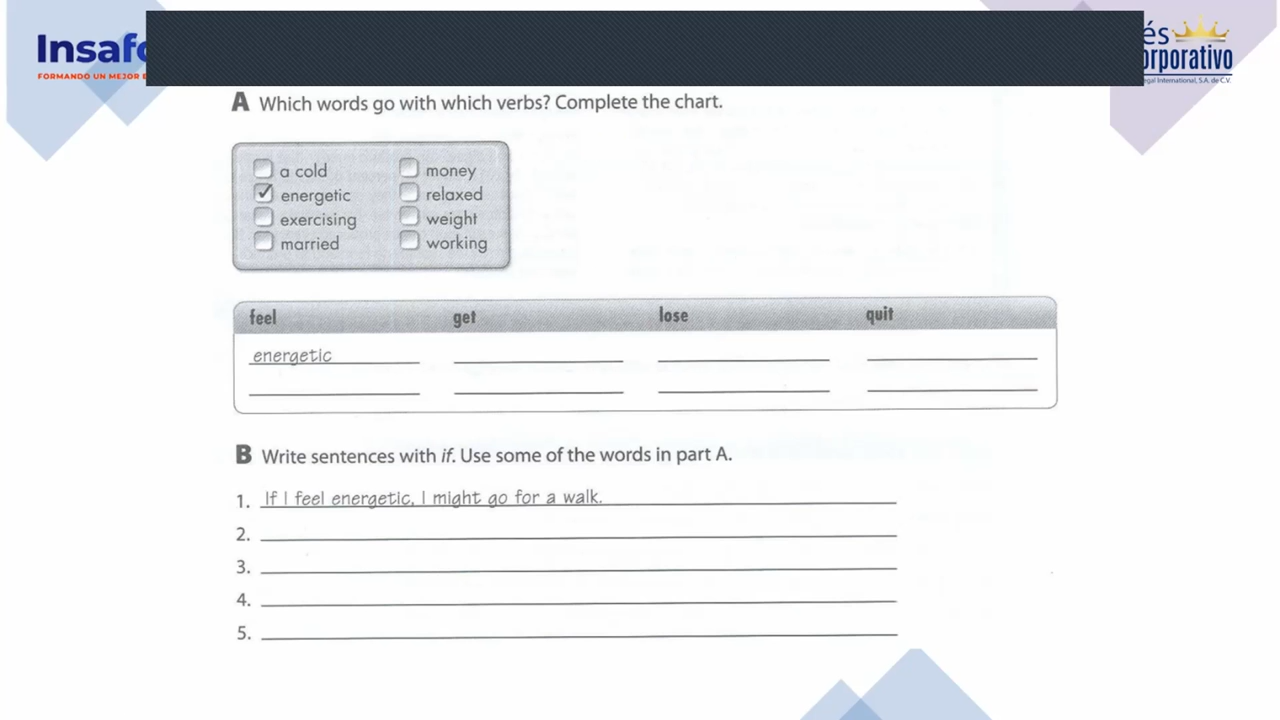 Insafo
FORMANDO UN MEJOR
és
orporativo
egal International, S.A. de C.V.
A Which words go with which verbs? Complete the chart.
a cold
money
energetic
relaxed
exercising
weight
married
working
feel get lose quit
energetic
B Write sentences with if. Use some of the words in part A.
1. If I feel energetic, I might go for a walk.
2.
3.
4.
5.